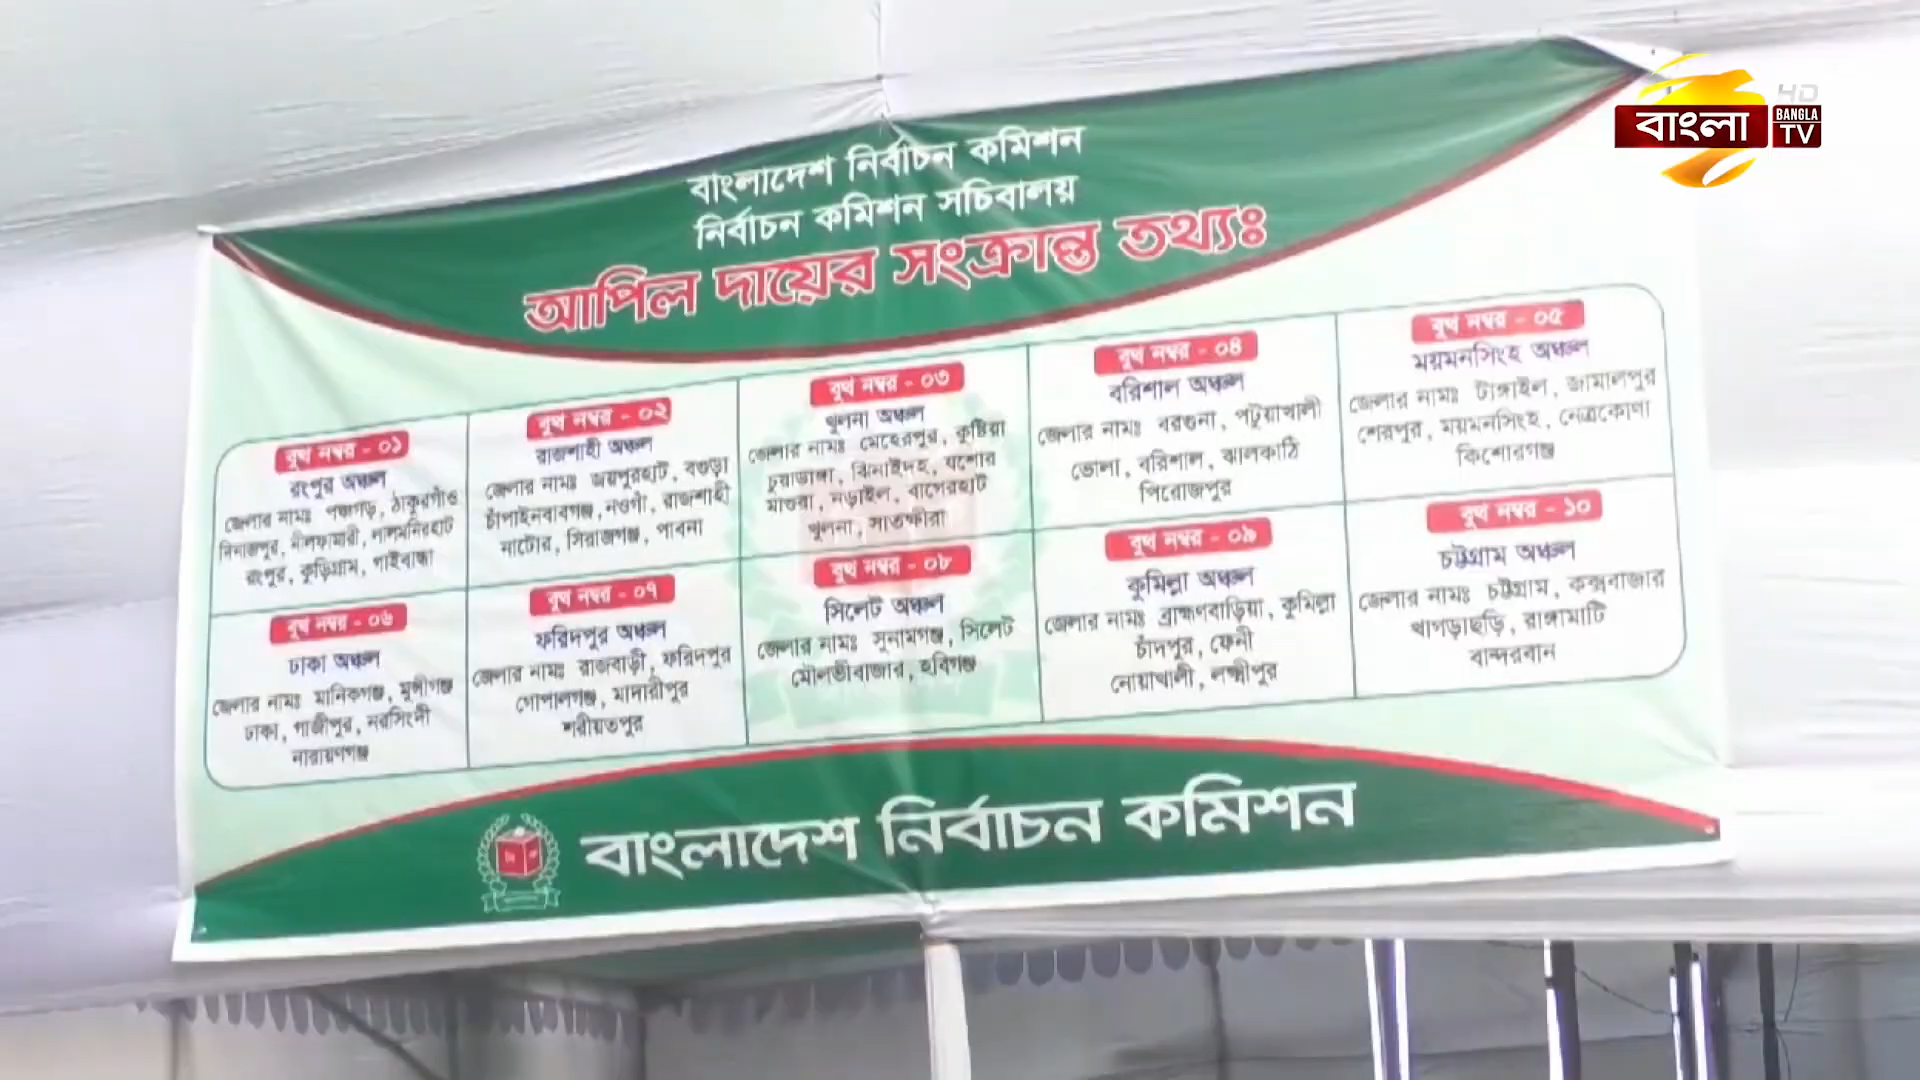 বাংলাদেশ নির্বাচন কমিশন
নির্বাচন কমিশন সচিবালয়
আপিল দায়ের সংক্রান্ত তথ্যঃ
বুথ নম্বর - ০১
রংপুর অঞ্চল
জেলার নামঃ পঞ্চগড়, ঠাকুরগাঁও
দিনাজপুর, নীলফামারী, লালমনিরহাট
রংপুর, কুড়িগ্রাম, গাইবান্ধা
বুথ নম্বর - ০২
রাজশাহী অঞ্চল
জেলার নামঃ জয়পুরহাট, বগুড়া
চাঁপাইনবাবগঞ্জ, নওগাঁ, রাজশাহী
নাটোর, সিরাজগঞ্জ, পাবনা
বুথ নম্বর - ০৩
খুলনা অঞ্চল
জেলার নামঃ মেহেরপুর, কুষ্টিয়া
চুয়াডাঙ্গা, ঝিনাইদহ, যশোর
মাগুরা, নড়াইল, বাগেরহাট
খুলনা, সাতক্ষীরা
বুথ নম্বর - ০৪
বরিশাল অঞ্চল
জেলার নামঃ বরগুনা, পটুয়াখালী
ভোলা, বরিশাল, ঝালকাঠি
পিরোজপুর
বুথ নম্বর - ০৫
ময়মনসিংহ অঞ্চল
জেলার নামঃ টাঙ্গাইল, জামালপুর
শেরপুর, ময়মনসিংহ, নেত্রকোণা
কিশোরগঞ্জ
বুথ নম্বর - ০৬
ঢাকা অঞ্চল
জেলার নামঃ মানিকগঞ্জ, মুন্সীগঞ্জ
ঢাকা, গাজীপুর, নরসিংদী
নারায়ণগঞ্জ
বুথ নম্বর - ০৭
ফরিদপুর অঞ্চল
জেলার নামঃ রাজবাড়ী, ফরিদপুর
গোপালগঞ্জ, মাদারীপুর
শরীয়তপুর
বুথ নম্বর - ০৮
সিলেট অঞ্চল
জেলার নামঃ সুনামগঞ্জ, সিলেট
মৌলভীবাজার, হবিগঞ্জ
বুথ নম্বর - ০৯
কুমিল্লা অঞ্চল
জেলার নামঃ ব্রাহ্মণবাড়িয়া, কুমিল্লা
চাঁদপুর, ফেনী
নোয়াখালী, লক্ষ্মীপুর
বুথ নম্বর - ১০
চট্টগ্রাম অঞ্চল
জেলার নামঃ চট্টগ্রাম, কক্সবাজার
খাগড়াছড়ি, রাঙ্গামাটি
বান্দরবান
বাংলাদেশ নির্বাচন কমিশন
HD
বাংলা BANGLA
TV